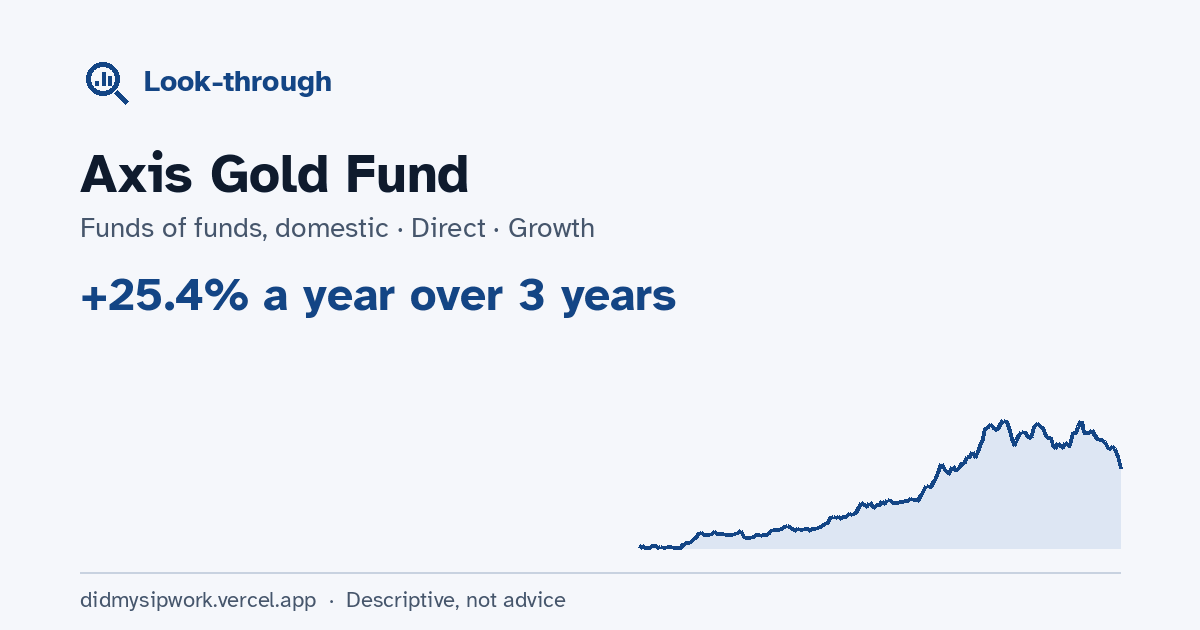 Look-through
Axis Gold Fund
Funds of funds, domestic · Direct · Growth
+25.4% a year over 3 years
didmysipwork.vercel.app · Descriptive, not advice